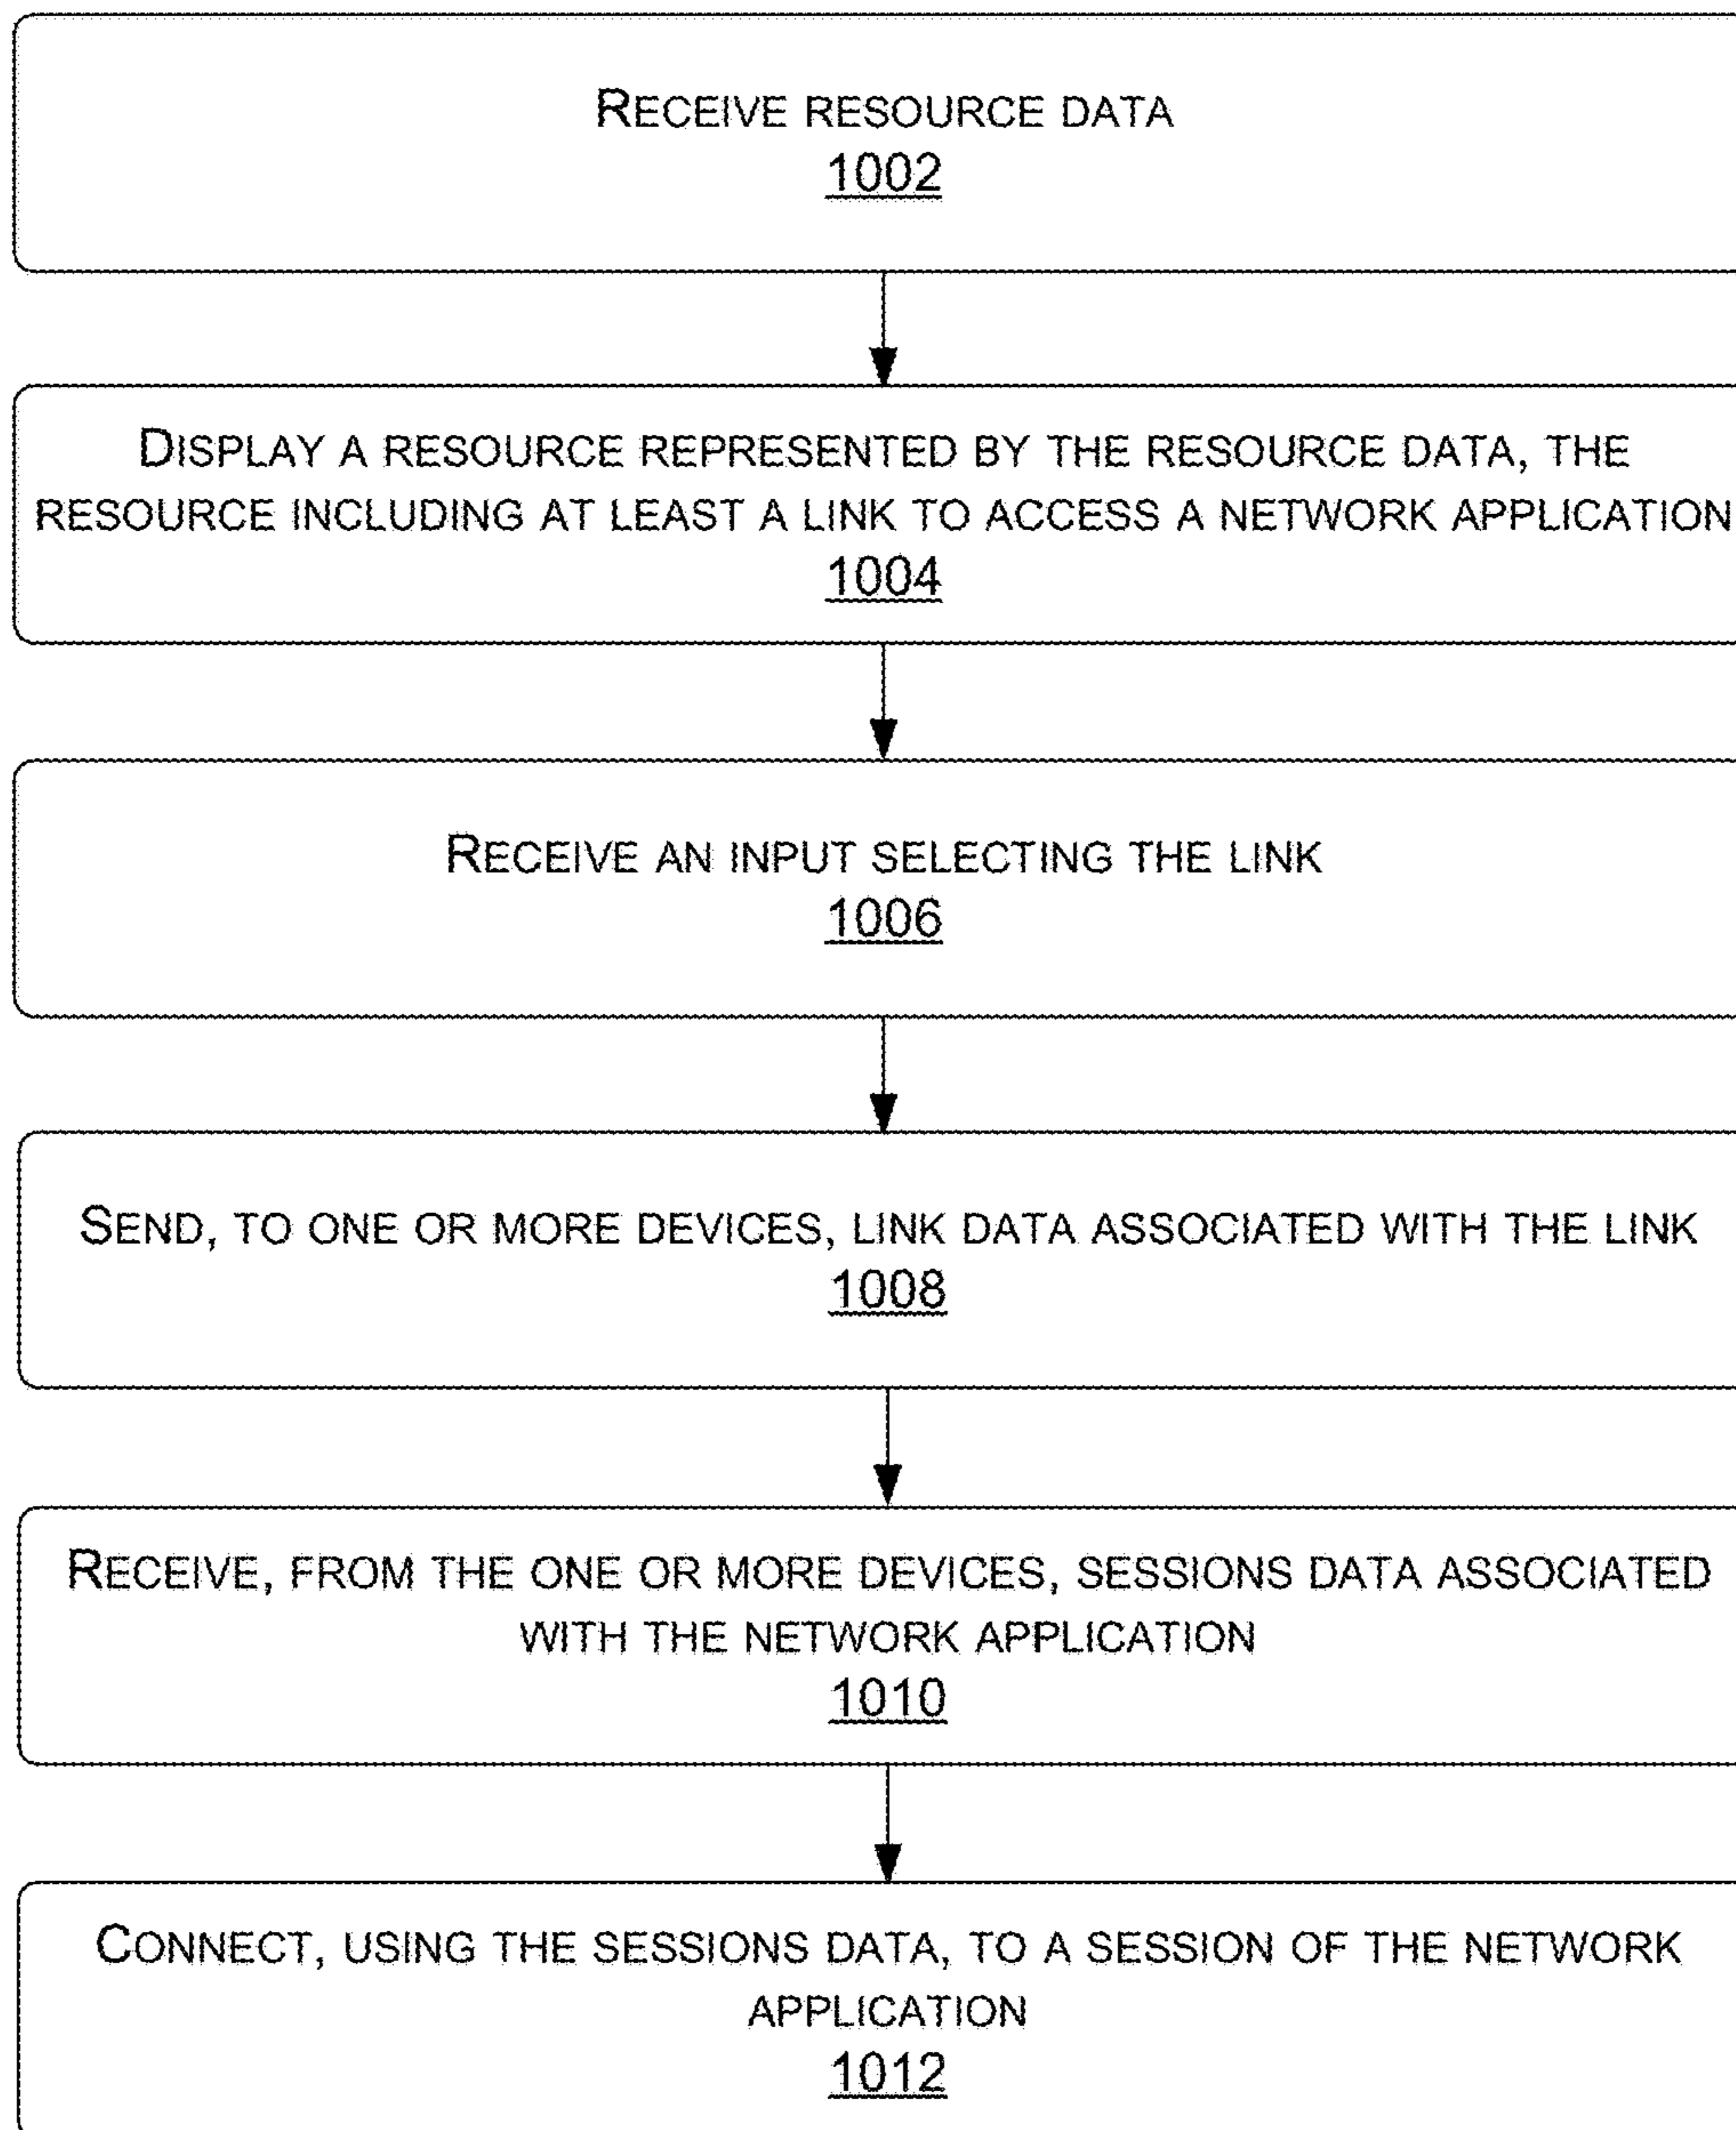 RECEIVE RESOURCE DATA
1002
DISPLAY A RESOURCE REPRESENTED BY THE RESOURCE DATA, THE
RESOURCE INCLUDING AT LEAST A LINK TO ACCESS A NETWORK APPLICATION
1004
RECEIVE AN INPUT SELECTING THE LINK
1006
SEND, TO ONE OR MORE DEVICES, LINK DATA ASSOCIATED WITH THE LINK
1008
RECEIVE, FROM THE ONE OR MORE DEVICES, SESSIONS DATA ASSOCIATED
WITH THE NETWORK APPLICATION
1010
CONNECT, USING THE SESSIONS DATA, TO A SESSION OF THE NETWORK
APPLICATION
1012